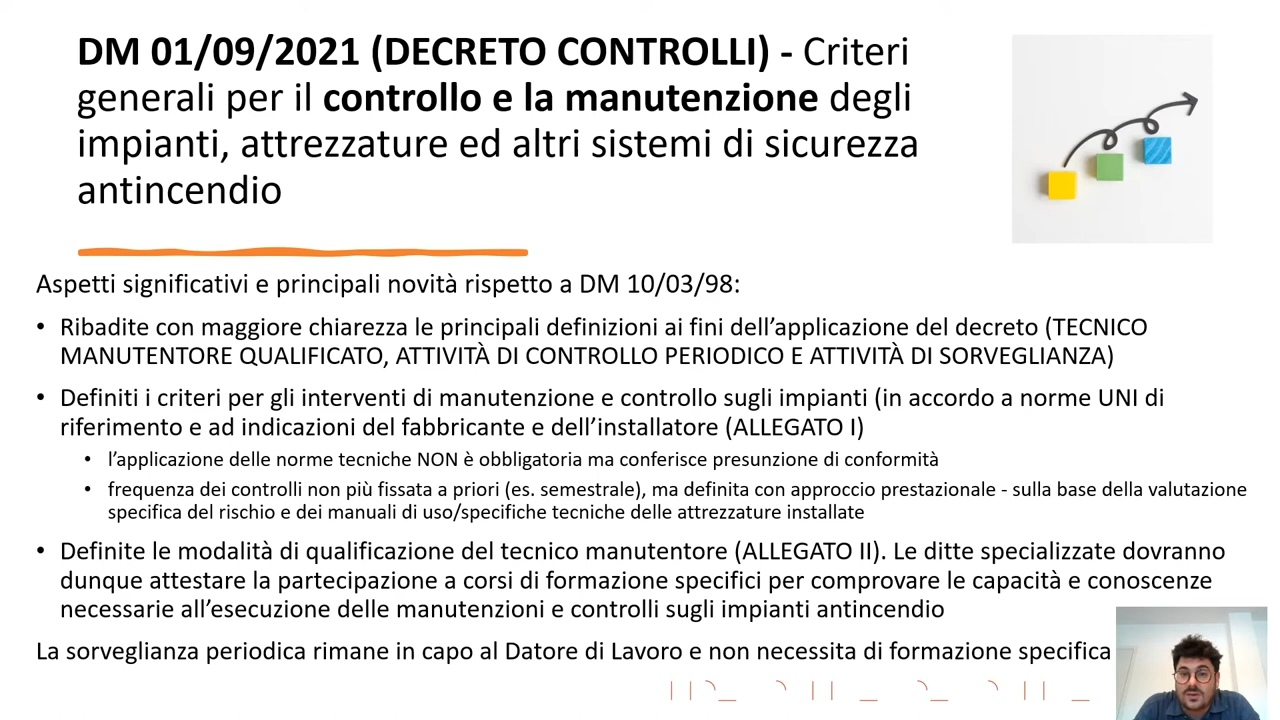 DM 01/09/2021 (DECRETO CONTROLLI) - Criteri
generali per il controllo e la manutenzione degli
impianti, attrezzature ed altri sistemi di sicurezza
antincendio
Aspetti significativi e principali novità rispetto a DM 10/03/98:
• Ribadite con maggiore chiarezza le principali definizioni ai fini dell’applicazione del decreto (TECNICO
MANUTENTORE QUALIFICATO, ATTIVITÀ DI CONTROLLO PERIODICO E ATTIVITÀ DI SORVEGLIANZA)
• Definiti i criteri per gli interventi di manutenzione e controllo sugli impianti (in accordo a norme UNI di
riferimento e ad indicazioni del fabbricante e dell’installatore (ALLEGATO I)
• l’applicazione delle norme tecniche NON è obbligatoria ma conferisce presunzione di conformità
• frequenza dei controlli non più fissata a priori (es. semestrale), ma definita con approccio prestazionale - sulla base della valutazione
specifica del rischio e dei manuali di uso/specifiche tecniche delle attrezzature installate
• Definite le modalità di qualificazione del tecnico manutentore (ALLEGATO II). Le ditte specializzate dovranno
dunque attestare la partecipazione a corsi di formazione specifici per comprovare le capacità e conoscenze
necessarie all’esecuzione delle manutenzioni e controlli sugli impianti antincendio
La sorveglianza periodica rimane in capo al Datore di Lavoro e non necessita di formazione specifica